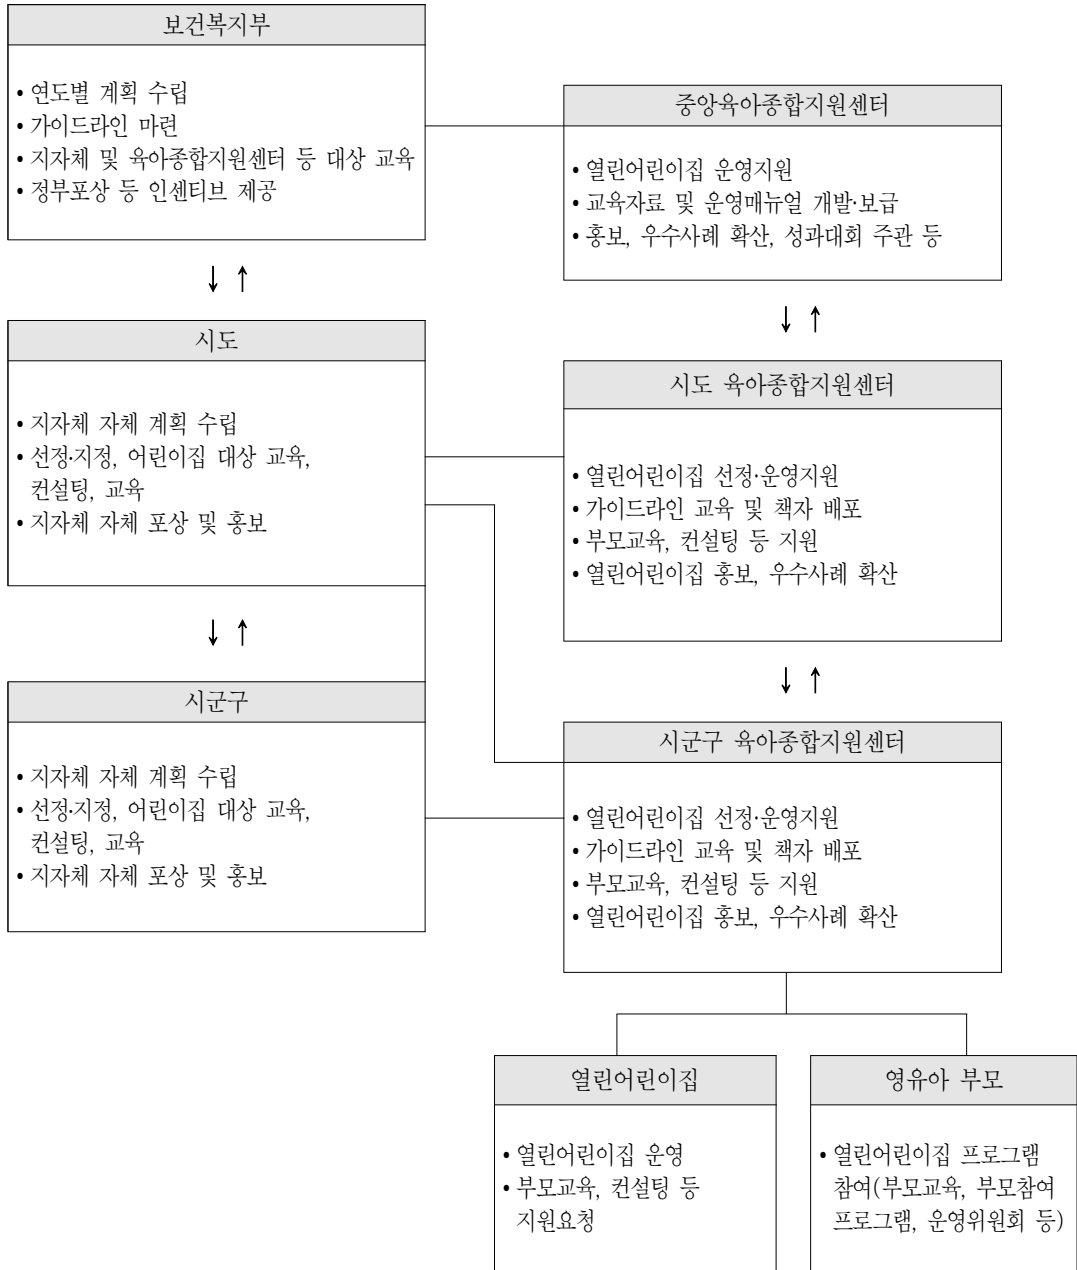 보건복지부
• 연도별 계획 수립
• 가이드라인 마련
• 지자체 및 육아종합지원센터 등 대상 교육
• 정부포상 등 인센티브 제공
중앙육아종합지원센터
• 열린어린이집 운영지원
• 교육자료 및 운영매뉴얼 개발·보급
• 홍보, 우수사례 확산, 성과대회 주관 등
↓ ↑
↓ ↑
시도
• 지자체 자체 계획 수립
• 선정·지정, 어린이집 대상 교육,
컨설팅, 교육
• 지자체 자체 포상 및 홍보
시도 육아종합지원센터
• 열린어린이집 선정·운영지원
• 가이드라인 교육 및 책자 배포
• 부모교육, 컨설팅 등 지원
• 열린어린이집 홍보, 우수사례 확산
↓ ↑
↓ ↑
시군구
• 지자체 자체 계획 수립
• 선정·지정, 어린이집 대상 교육,
컨설팅, 교육
• 지자체 자체 포상 및 홍보
시군구 육아종합지원센터
• 열린어린이집 선정·운영지원
• 가이드라인 교육 및 책자 배포
• 부모교육, 컨설팅 등 지원
• 열린어린이집 홍보, 우수사례 확산
열린어린이집
• 열린어린이집 운영
• 부모교육, 컨설팅 등
지원요청
영유아 부모
• 열린어린이집 프로그램
참여(부모교육, 부모참여
프로그램, 운영위원회 등)